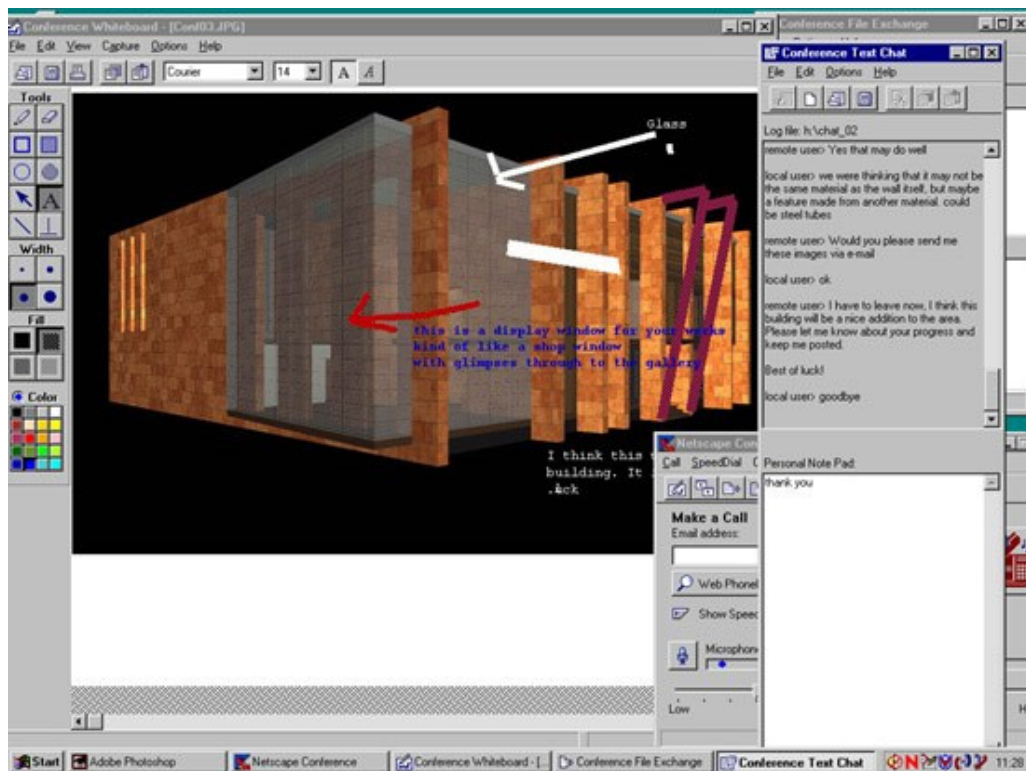 Conference Whiteboard - [Conf03.JPG]
File Edit View Capture Options Help
Courier 14 A A
Tools
A
Width
Fill
Color
Glass
this is a display window for your works
kind of like a shop window
with glimpses through to the gallery
I think this
building. It
Conference File Exchange
Conference Text Chat
File Edit Options Help
Log file: h:\chat_02
remote user> Yes that may do well
local user> we were thinking that it may not be
the same material as the wall itself, but maybe
a feature made from another material. could
be steel tubes
remote user> Would you please send me
these images via e-mail
local user> ok
remote user> I have to leave now, I think this
building will be a nice addition to the area.
Please let me know about your progress and
keep me posted.
Best of luck!
local user> goodbye
Personal Note Pad:
thank you
Netscape Con
Call SpeedDial
Make a Call
Email address:
Web Phone
Show Speed
Microphon
Low
Start Adobe Photoshop Netscape Conference Conference Whiteboard - [... Conference File Exchange Conference Text Chat 11:28